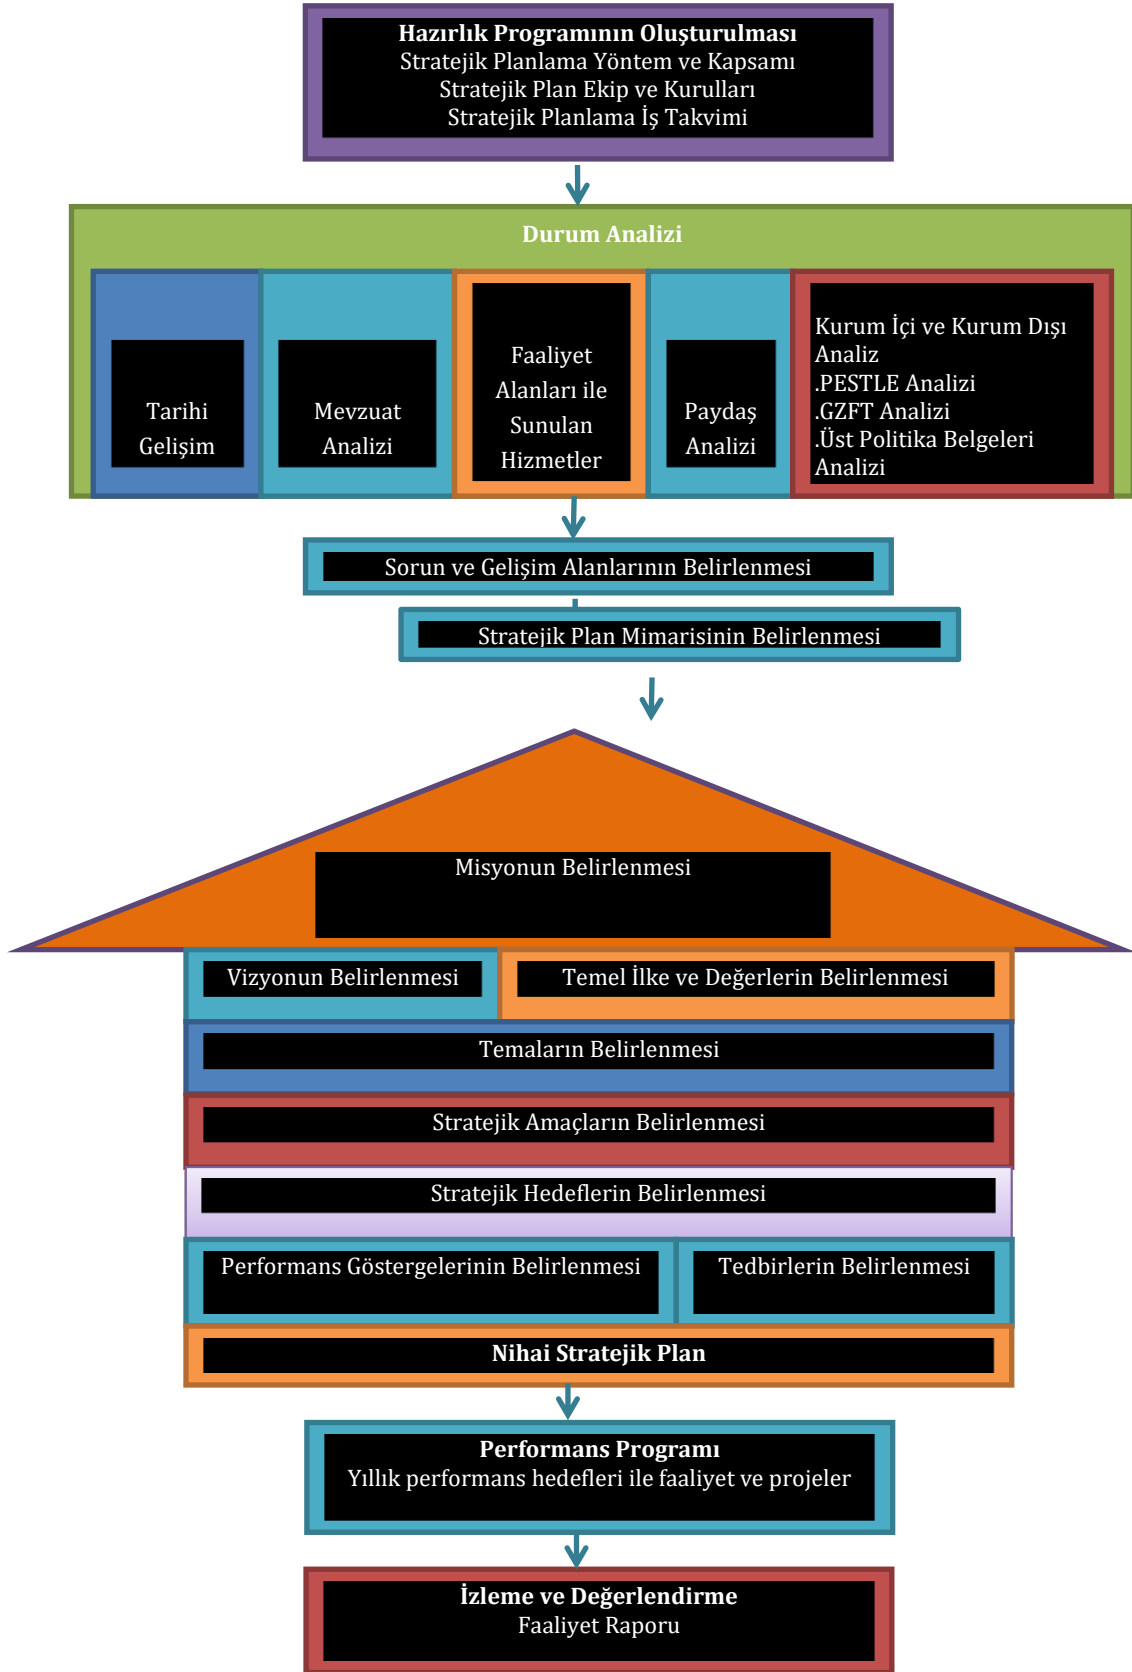 Hazırlık Programının Oluşturulması
Stratejik Planlama Yöntem ve Kapsamı
Stratejik Plan Ekip ve Kurulları
Stratejik Planlama İş Takvimi
Durum Analizi
Tarihi
Gelişim
Mevzuat
Analizi
Faaliyet
Alanları ile
Sunulan
Hizmetler
Paydaş
Analizi
Kurum İçi ve Kurum Dışı
Analiz
.PESTLE Analizi
.GZFT Analizi
.Üst Politika Belgeleri
Analizi
Sorun ve Gelişim Alanlarının Belirlenmesi
Stratejik Plan Mimarisinin Belirlenmesi
Misyonun Belirlenmesi
Vizyonun Belirlenmesi
Temel İlke ve Değerlerin Belirlenmesi
Temaların Belirlenmesi
Stratejik Amaçların Belirlenmesi
Stratejik Hedeflerin Belirlenmesi
Performans Göstergelerinin Belirlenmesi
Tedbirlerin Belirlenmesi
Nihai Stratejik Plan
Performans Programı
Yıllık performans hedefleri ile faaliyet ve projeler
İzleme ve Değerlendirme
Faaliyet Raporu